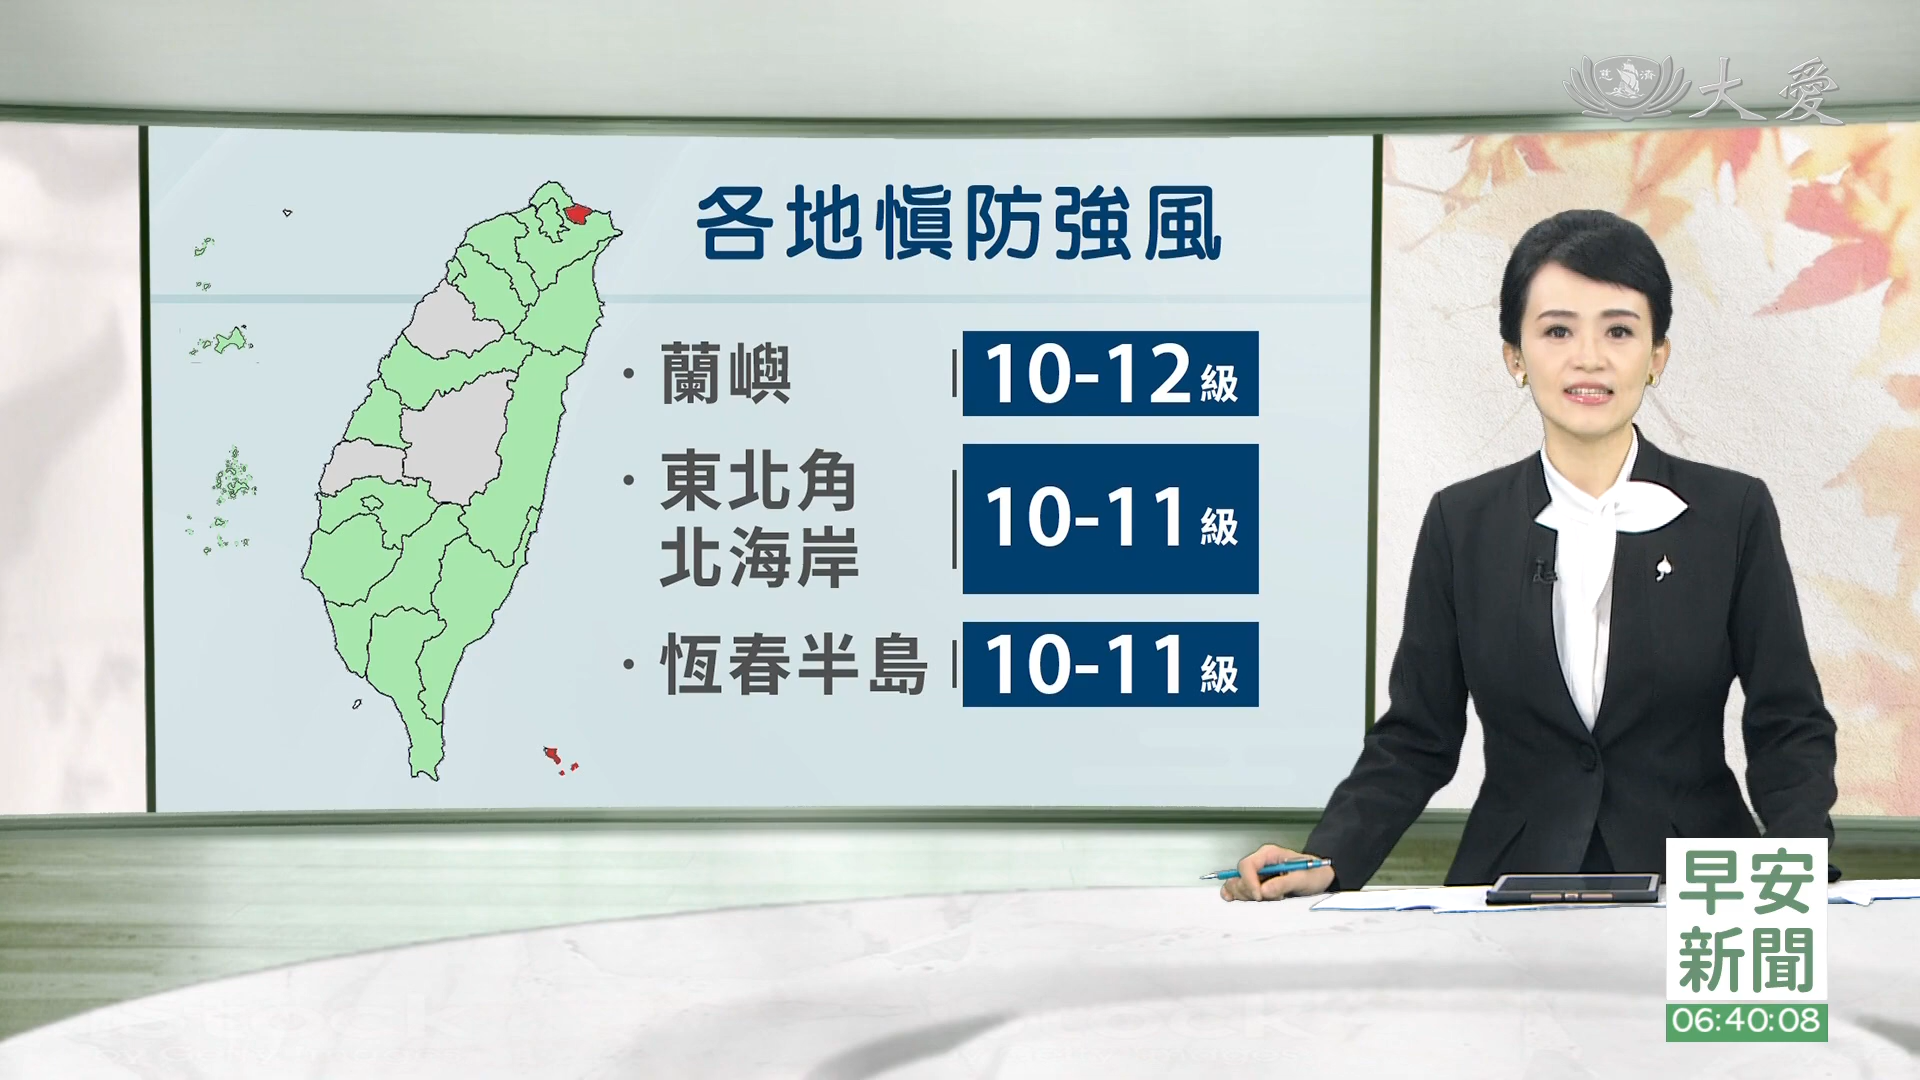 慈 濟
大愛
各地慎防強風
·蘭嶼
10-12級
·東北角
北海岸
10-11級
·恆春半島
10-11級
早安
新聞
06:40:08